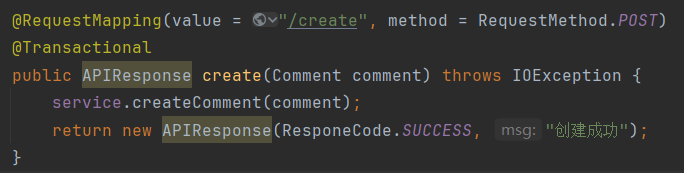 @RequestMapping(value = "/create", method = RequestMethod.POST)
@Transactional
public APIResponse create(Comment comment) throws IOException {
service.createComment(comment);
return new APIResponse(ResponeCode.SUCCESS, msg: "创建成功");
}